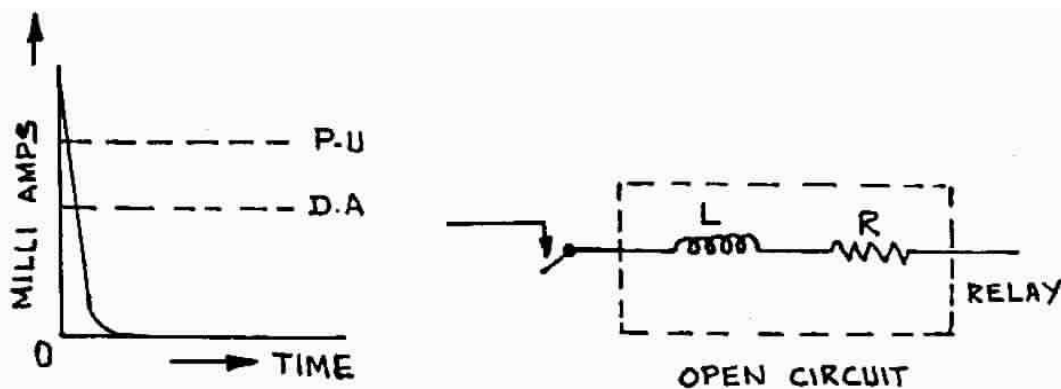 MILLI AMPS
P-U
D.A
0
TIME
L
R
RELAY
OPEN CIRCUIT